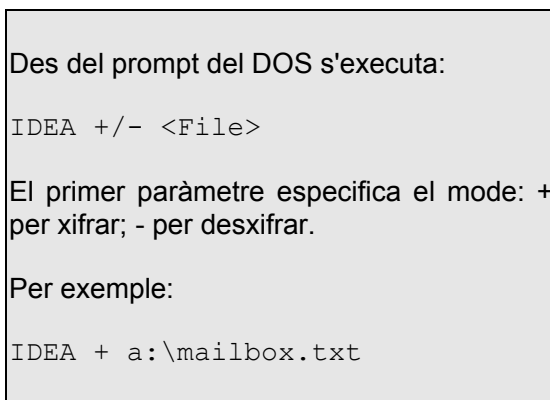 Des del prompt del DOS s'executa:
IDEA +/- <File>
El primer paràmetre especifica el mode: +
per xifrar; - per desxifrar.
Per exemple:
IDEA + a:\mailbox.txt